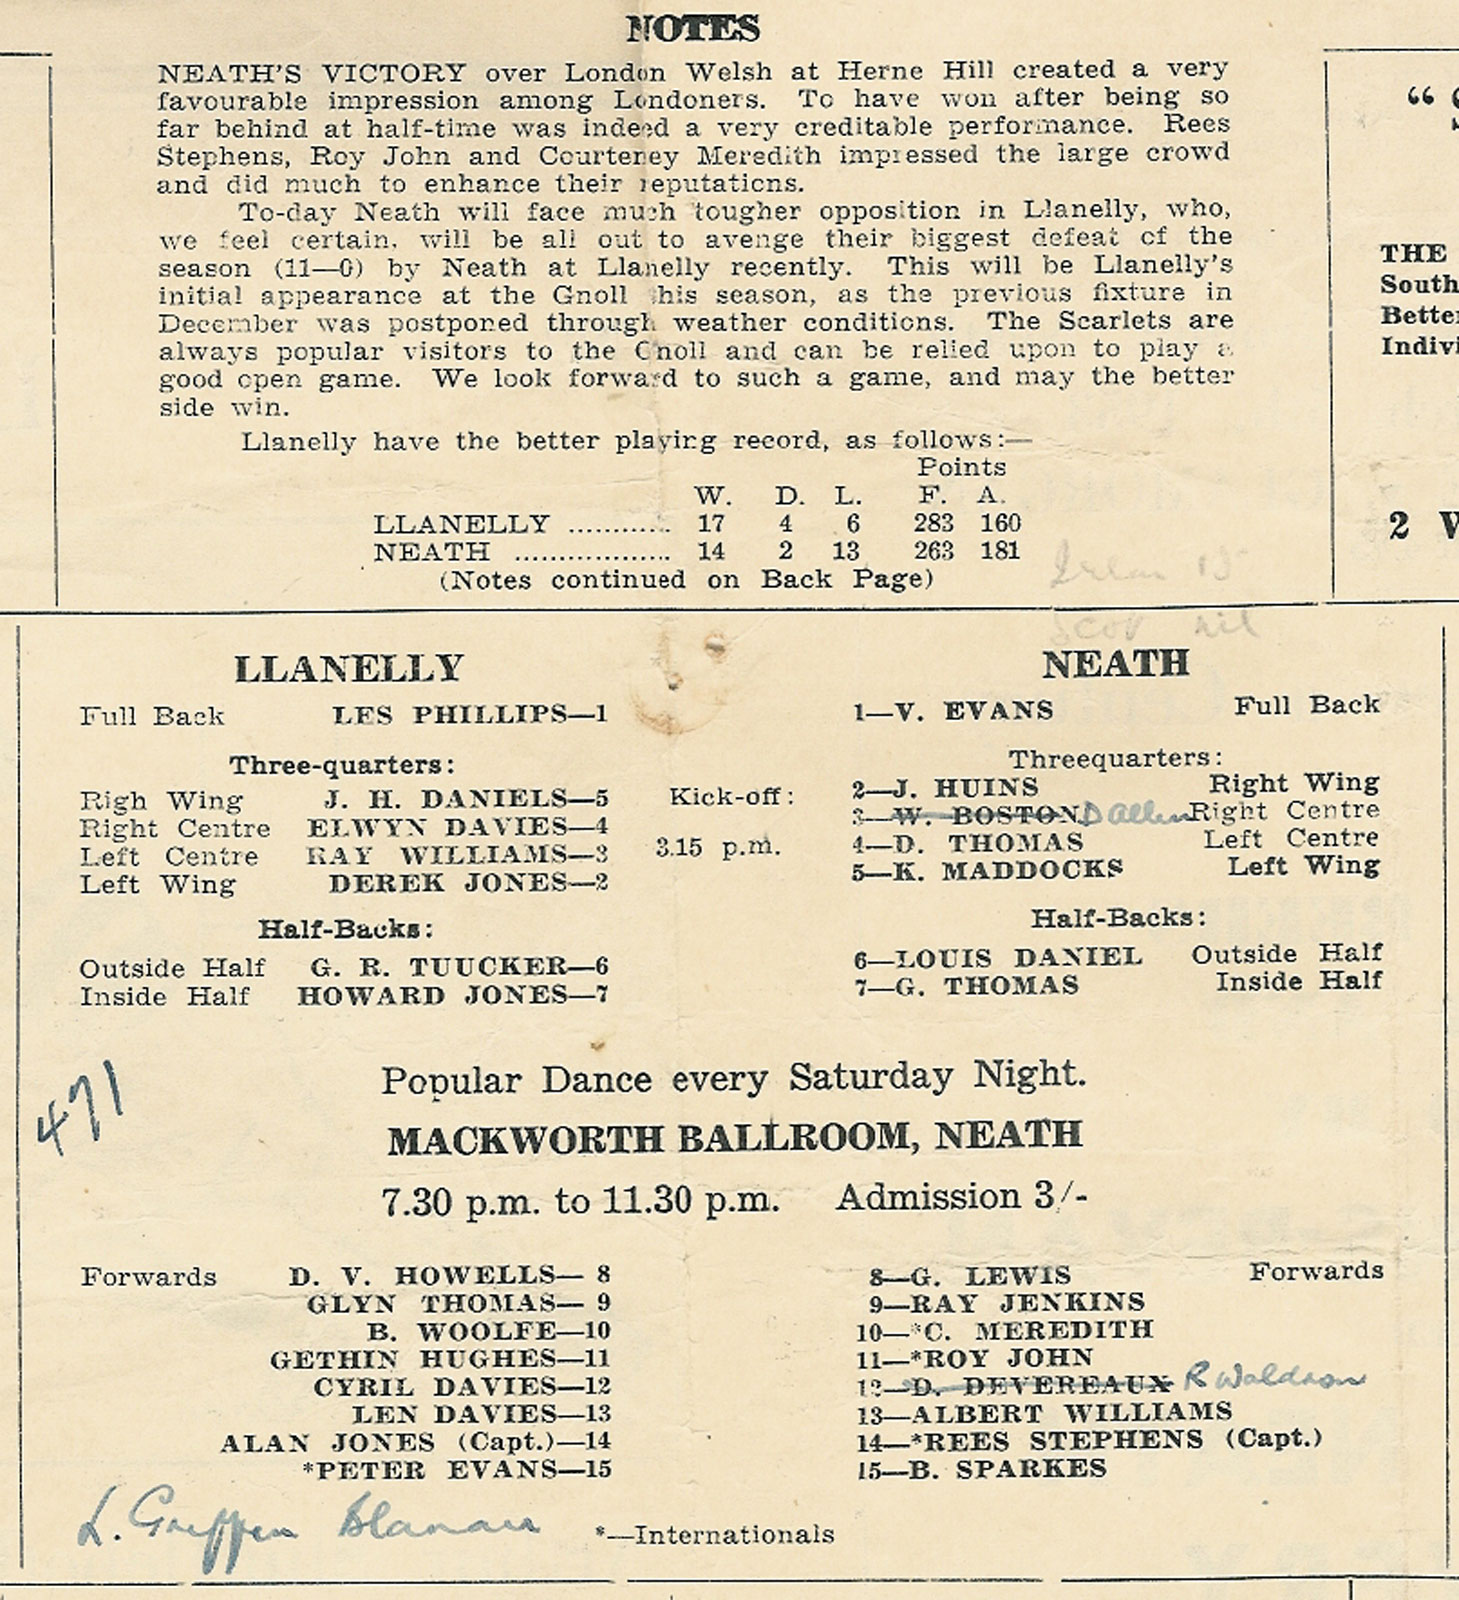 NOTES
NEATH'S VICTORY over London Welsh at Herne Hill created a very
favourable impression among Londoners. To have won after being so
far behind at half-time was indeed a very creditable performance. Rees
Stephens, Roy John and Courteney Meredith impressed the large crowd
and did much to enhance their reputations.
To-day Neath will face much tougher opposition in Llanelly, who,
we feel certain, will be all out to avenge their biggest defeat of the
season (11—0) by Neath at Llanelly recently. This will be Llanelly's
initial appearance at the Gnoll this season, as the previous fixture in
December was postponed through weather conditions. The Scarlets are
always popular visitors to the Gnoll and can be relied upon to play a
good open game. We look forward to such a game, and may the better
side win.
Llanelly have the better playing record, as follows:—
Points
W. D. L. F. A.
LLANELLY ............ 17 4 6 283 160
NEATH .................. 14 2 13 263 181
(Notes continued on Back Page)
THE
South
Better
Indivi
2 W
Scot nil
LLANELLY
Full Back LES PHILLIPS—1
Three-quarters:
Righ Wing J. H. DANIELS—5
Right Centre ELWYN DAVIES—4
Left Centre RAY WILLIAMS—3
Left Wing DEREK JONES—2
Half-Backs:
Outside Half G. R. TUUCKER—6
Inside Half HOWARD JONES—7
Kick-off:
3.15 p.m.
NEATH
1—V. EVANS Full Back
Threequarters:
2—J. HUINS Right Wing
3—W. BOSTON D Allen Right Centre
4—D. THOMAS Left Centre
5—K. MADDOCKS Left Wing
Half-Backs:
6—LOUIS DANIEL Outside Half
7—G. THOMAS Inside Half
471
Popular Dance every Saturday Night.
MACKWORTH BALLROOM, NEATH
7.30 p.m. to 11.30 p.m. Admission 3/-
Forwards D. V. HOWELLS— 8
GLYN THOMAS— 9
B. WOOLFE—10
GETHIN HUGHES—11
CYRIL DAVIES—12
LEN DAVIES—13
ALAN JONES (Capt.)—14
*PETER EVANS—15
8—G. LEWIS Forwards
9—RAY JENKINS
10—*C. MEREDITH
11—*ROY JOHN
12—D. DEVEREAUX R Waldron
13—ALBERT WILLIAMS
14—*REES STEPHENS (Capt.)
15—B. SPARKES
L.
*—Internationals